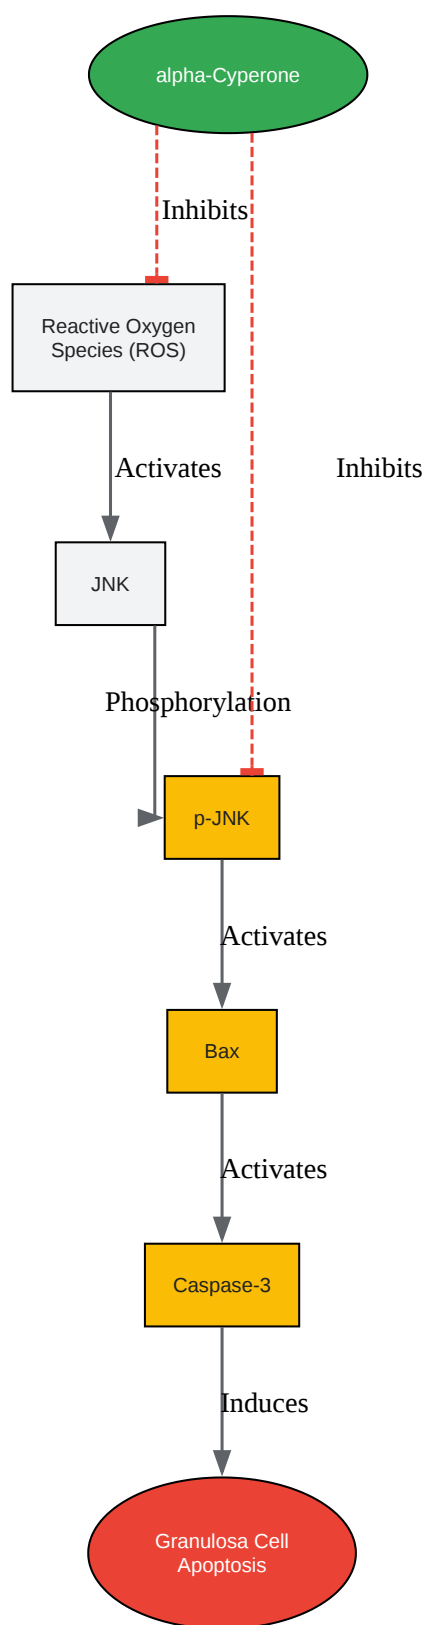 alpha-Cyperone
Inhibits
Reactive Oxygen
Species (ROS)
Activates
Inhibits
JNK
Phosphorylation
p-JNK
Activates
Bax
Activates
Caspase-3
Induces
Granulosa Cell
Apoptosis